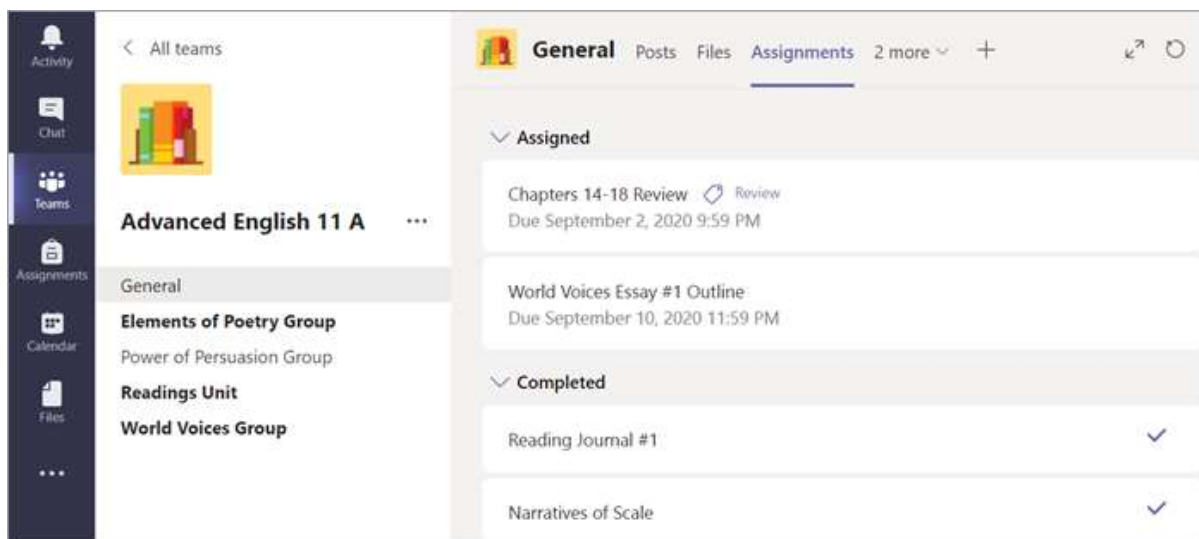 Activity
Chat
Teams
Assignments
Calendar
Files
All teams
Advanced English 11 A
General
Elements of Poetry Group
Power of Persuasion Group
Readings Unit
World Voices Group
General Posts Files Assignments 2 more
Assigned
Chapters 14-18 Review Review
Due September 2, 2020 9:59 PM
World Voices Essay #1 Outline
Due September 10, 2020 11:59 PM
Completed
Reading Journal #1
Narratives of Scale